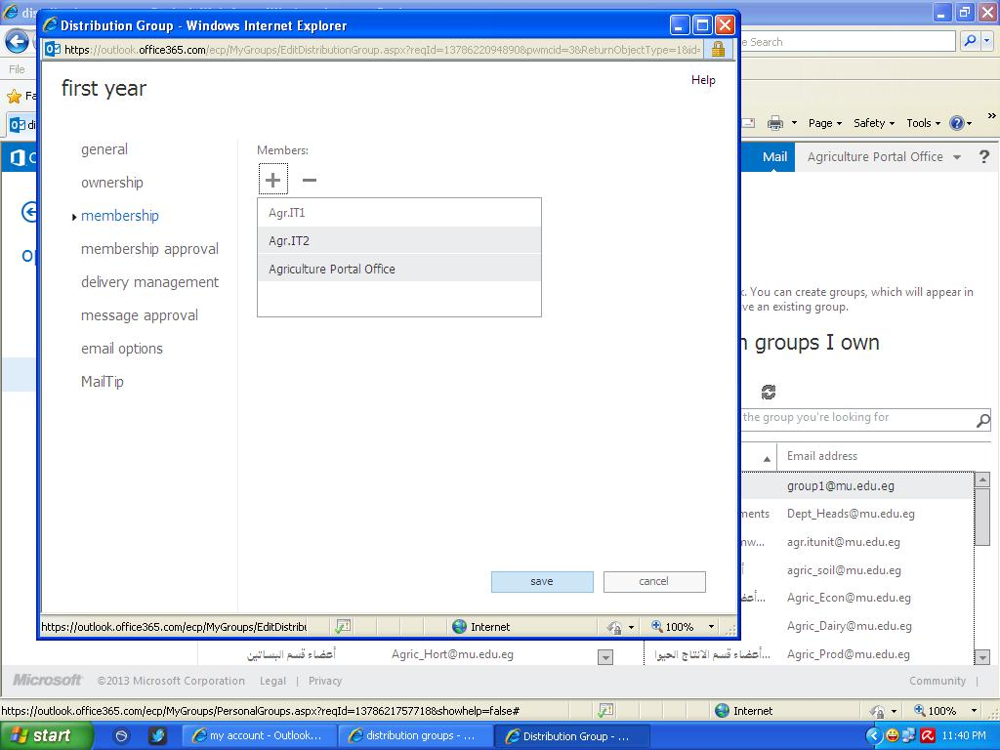 Distribution Group - Windows Internet Explorer
https://outlook.office365.com/ecp/MyGroups/EditDistributionGroup.aspx?reqId=1378622094890&pwmcid=3&ReturnObjectType=1&id=
Search
File
Fa
di
Page
Safety
Tools
»
first year
Help
Mail
Agriculture Portal Office
?
general
ownership
membership
membership approval
delivery management
message approval
email options
MailTip
Members:
Agr.IT1
Agr.IT2
Agriculture Portal Office
save
cancel
https://outlook.office365.com/ecp/MyGroups/EditDistribu
Internet
100%
You can create groups, which will appear in
an existing group.
groups I own
the group you're looking for
Email address
group1@mu.edu.eg
Dept_Heads@mu.edu.eg
agr.itunit@mu.edu.eg
agric_soil@mu.edu.eg
Agric_Econ@mu.edu.eg
Agric_Dairy@mu.edu.eg
أعضاء قسم البساتين
Agric_Hort@mu.edu.eg
أعضاء قسم الانتاج الحيوا...
Agric_Prod@mu.edu.eg
Microsoft
©2013 Microsoft Corporation
Legal
|
Privacy
Community
|
https://outlook.office365.com/ecp/MyGroups/PersonalGroups.aspx?reqId=1378621757718&showhelp=false#
Internet
100%
start
my account - Outlook...
distribution groups - ...
Distribution Group - ...
11:40 PM